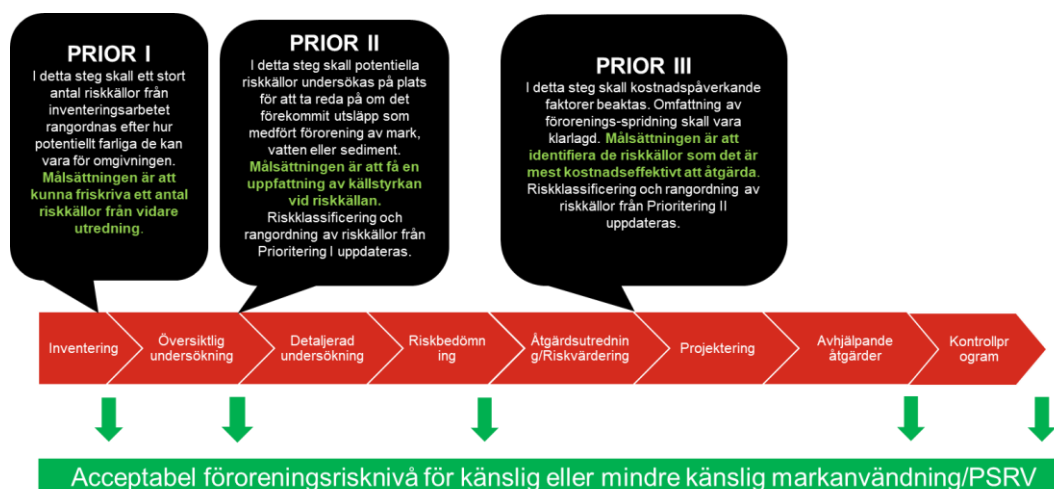 PRIOR I
I detta steg skall ett stort
antal riskkällor från
inventeringsarbetet
rangordnas efter hur
potentiellt farliga de kan
vara för omgivningen.
Målsättningen är att
kunna friskriva ett antal
riskkällor från vidare
utredning.
PRIOR II
I detta steg skall potentiella
riskkällor undersökas på plats
för att ta reda på om det
förekommit utsläpp som
medfört förorening av mark,
vatten eller sediment.
Målsättningen är att få en
uppfattning av källstyrkan
vid riskkällan.
Riskklassificering och
rangordning av riskkällor från
Prioritering I uppdateras.
PRIOR III
I detta steg skall kostnadspåverkande
faktorer beaktas. Omfattning av
förorenings-spridning skall vara
klarlagd. Målsättningen är att
identifiera de riskkällor som det är
mest kostnadseffektivt att åtgärda.
Riskklassificering och rangordning av
riskkällor från Prioritering II
uppdateras.
Inventering
Översiktlig
undersökning
Detaljerad
undersökning
Riskbedömn
ing
Åtgärdsutrednin
g/Riskvärdering
Projektering
Avhjälpande
åtgärder
Kontrollpr
ogram
Acceptabel föroreningsrisknivå för känslig eller mindre känslig markanvändning/PSRV